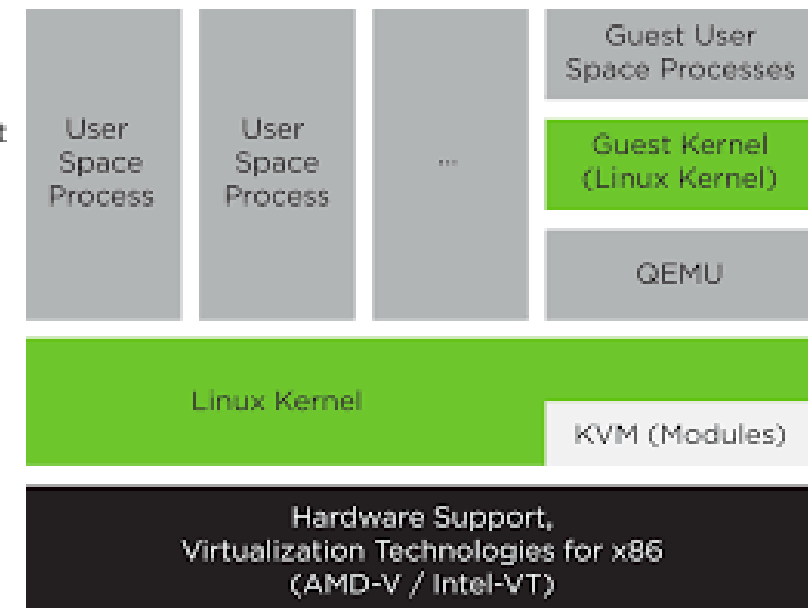 User
Space
Process
User
Space
Process
...
Guest User
Space Processes
Guest Kernel
(Linux Kernel)
QEMU
Linux Kernel
KVM (Modules)
Hardware Support,
Virtualization Technologies for x86
(AMD-V / Intel-VT)